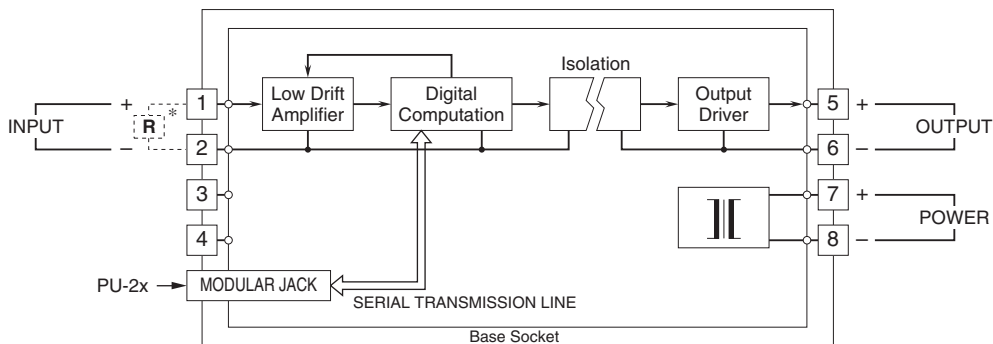 Isolation
+
1
*
Low Drift
Amplifier
Digital
Computation
Output
Driver
5
+
INPUT
R
OUTPUT
–
2
6
–
3
7
+
POWER
4
8
–
PU-2x
MODULAR JACK
SERIAL TRANSMISSION LINE
Base Socket